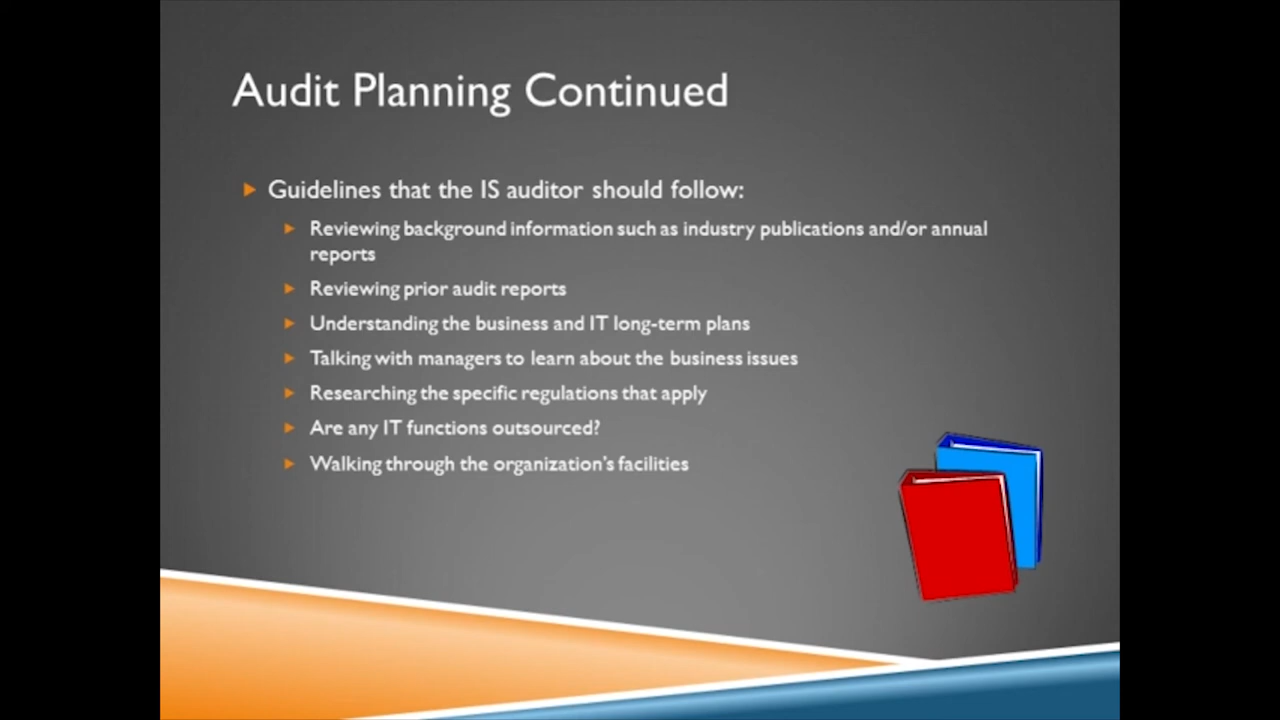 Audit Planning Continued
Guidelines that the IS auditor should follow:
Reviewing background information such as industry publications and/or annual
reports
Reviewing prior audit reports
Understanding the business and IT long-term plans
Talking with managers to learn about the business issues
Researching the specific regulations that apply
Are any IT functions outsourced?
Walking through the organization’s facilities